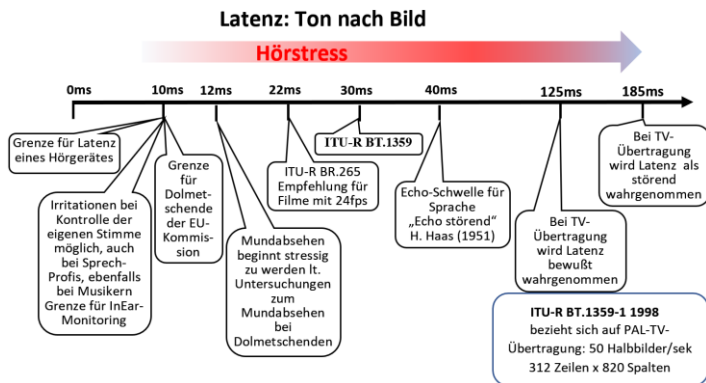 Latenz: Ton nach Bild
Hörstress
0ms
10ms
12ms
22ms
30ms
40ms
125ms
185ms
Grenze für Latenz
eines Hörgerätes
Irritationen bei
Kontrolle der
eigenen Stimme
möglich, auch
bei Sprech-
Profis, ebenfalls
bei Musikern
Grenze für InEar-
Monitoring
Grenze
für
Dolmet-
schende
der EU-
Kommis-
sion
Mundabsehen
beginnt stressig
zu werden lt.
Untersuchungen
zum
Mundabsehen
bei
Dolmetschenden
ITU-R BR.265
Empfehlung für
Filme mit 24fps
ITU-R BT.1359
Echo-Schwelle für
Sprache
„Echo störend“
H. Haas (1951)
Bei TV-
Übertragung
wird Latenz
bewußt
wahrgenommen
Bei TV-
Übertragung
wird Latenz als
störend
wahrgenommen
ITU-R BT.1359-1 1998
bezieht sich auf PAL-TV-
Übertragung: 50 Halbbilder/sek
312 Zeilen x 820 Spalten